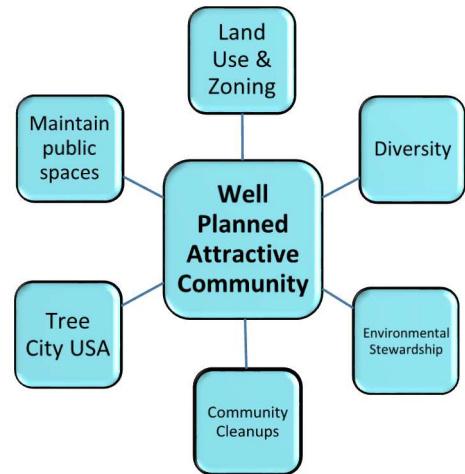 Land
Use &
Zoning
Maintain
public
spaces
Diversity
Well
Planned
Attractive
Community
Tree
City USA
Environmental
Stewardship
Community
Cleanups